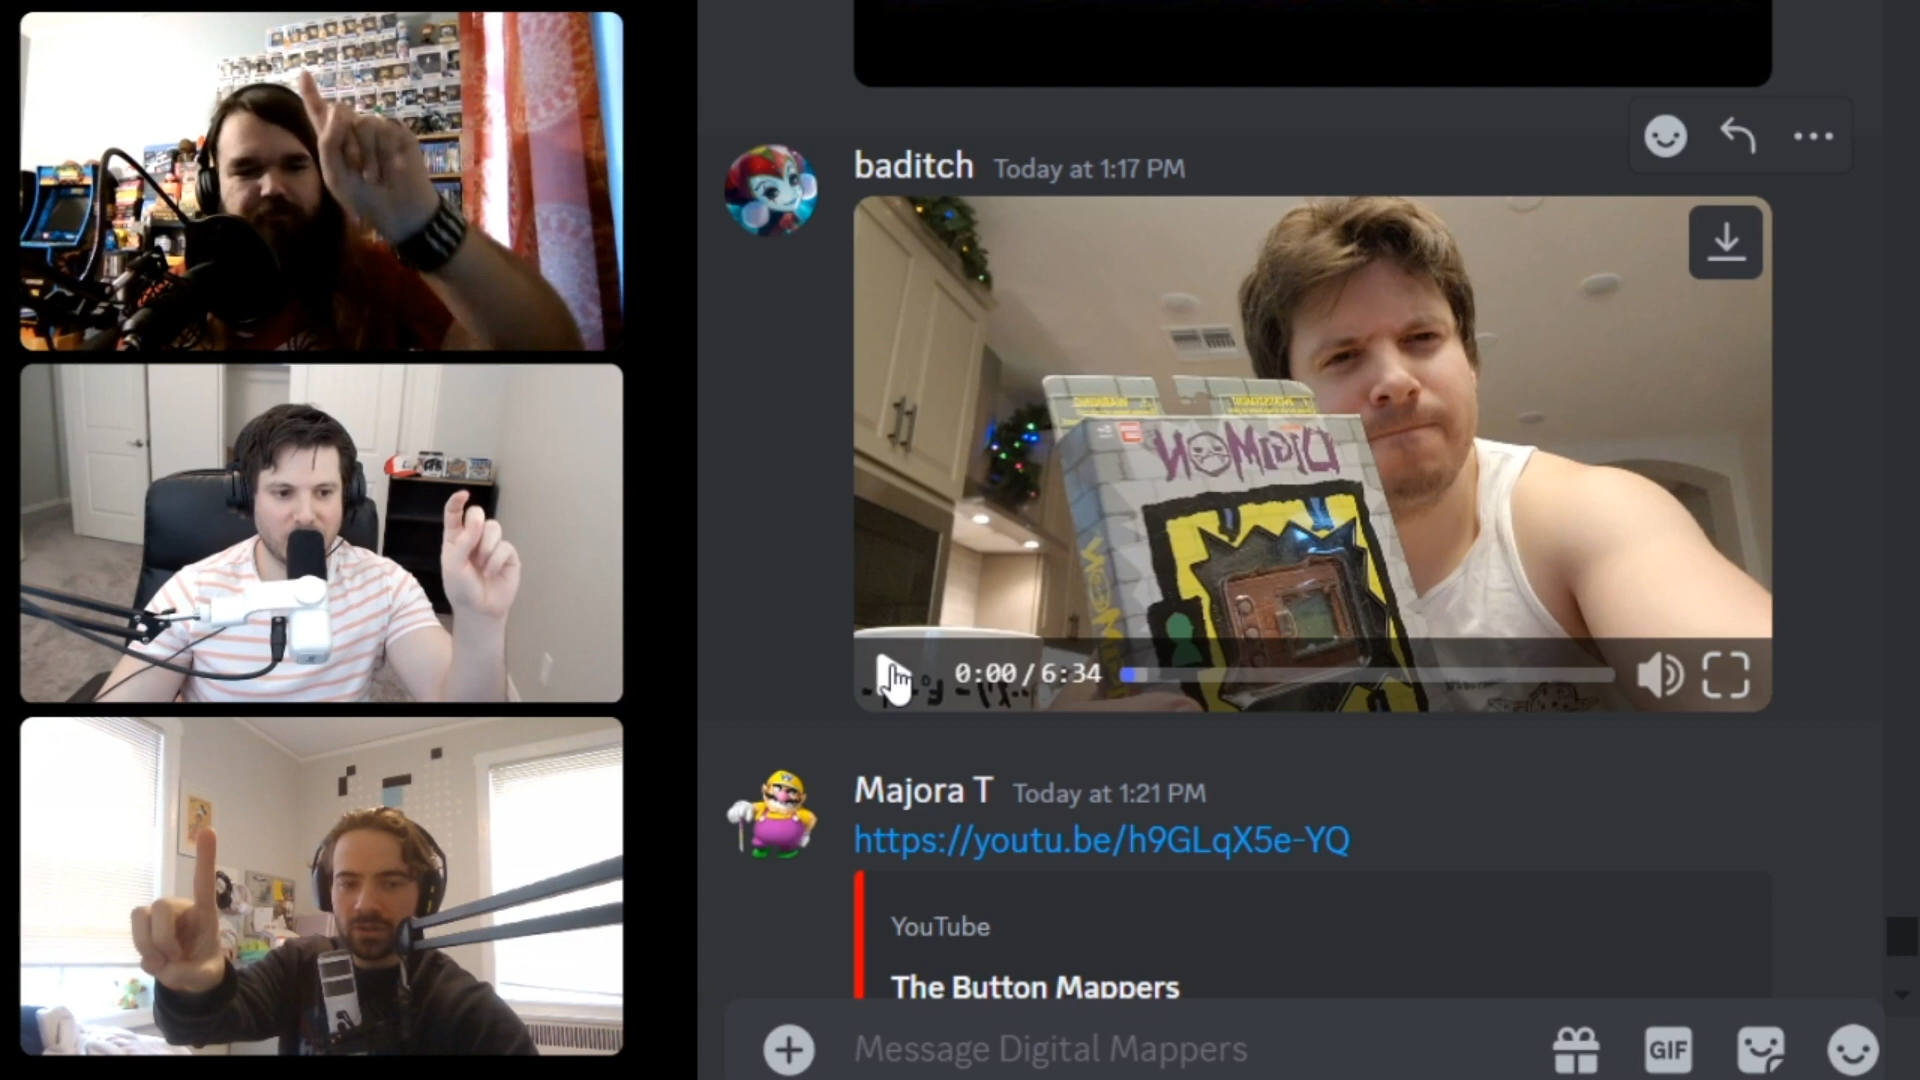 baditch Today at 1:17 PM
DIGIMON
0:00 / 6:34
Majora T Today at 1:21 PM
https://youtu.be/h9GLqX5e-YQ
YouTube
The Button Mappers
Message Digital Mappers
GIF